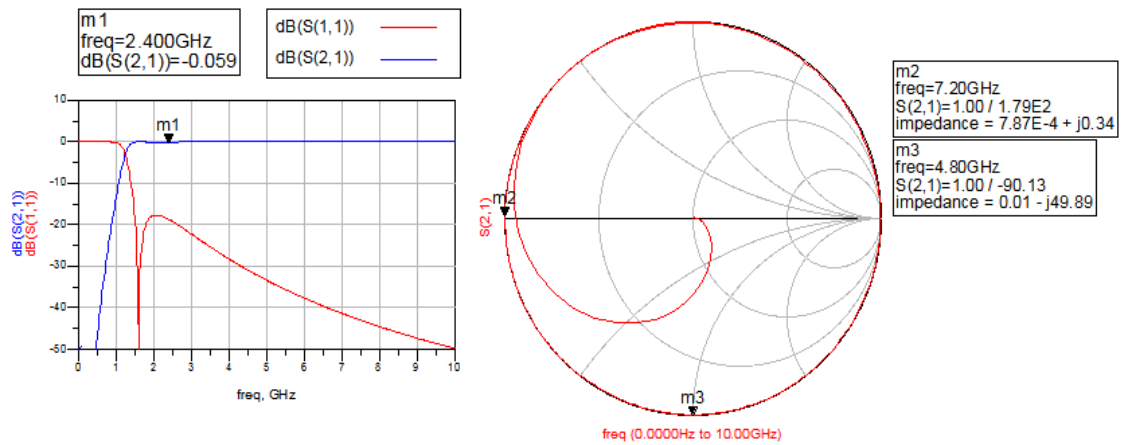 m1
freq=2.400GHz
dB(S(2,1))=-0.059
dB(S(1,1))
dB(S(2,1))
m1
10
0
-10
-20
-30
-40
-50
0
1
2
3
4
5
6
7
8
9
10
freq, GHz
dB(S(2,1))
dB(S(1,1))
m2
m3
S(2,1)
freq (0.0000Hz to 10.00GHz)
m2
freq=7.20GHz
S(2,1)=1.00 / 1.79E2
impedance = 7.87E-4 + j0.34
m3
freq=4.80GHz
S(2,1)=1.00 / -90.13
impedance = 0.01 - j49.89